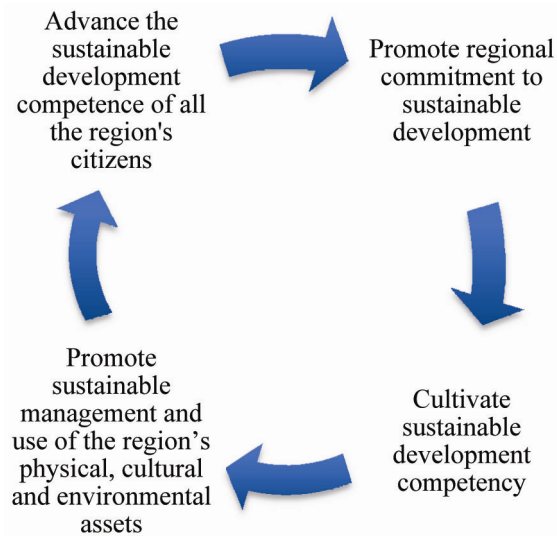 Advance the
sustainable
development
competence of all
the region's
citizens
Promote regional
commitment to
sustainable
development
Cultivate
sustainable
development
competency
Promote
sustainable
management and
use of the region’s
physical, cultural
and environmental
assets